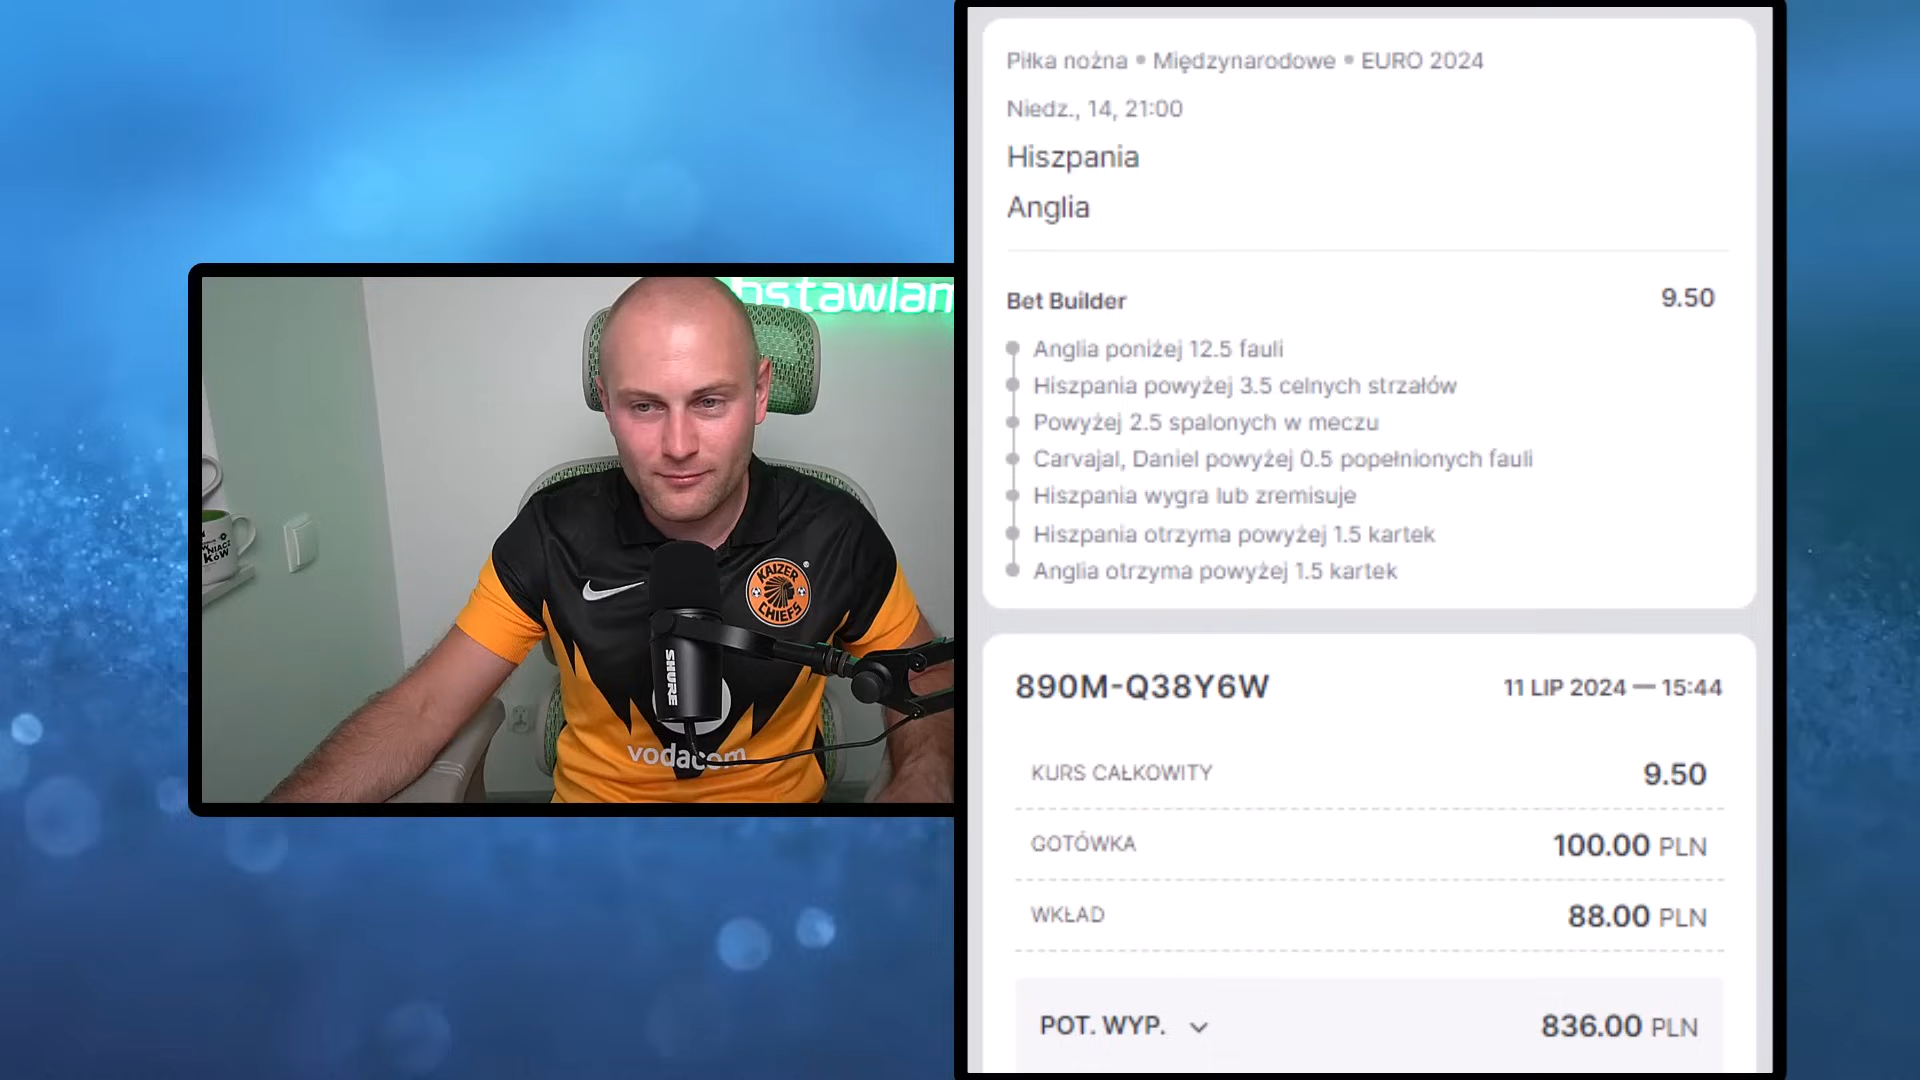 Piłka nożna • Międzynarodowe • EURO 2024
Niedz., 14, 21:00
Hiszpania
Anglia
Bet Builder 9.50
Anglia poniżej 12.5 fauli
Hiszpania powyżej 3.5 celnych strzałów
Powyżej 2.5 spalonych w meczu
Carvajal, Daniel powyżej 0.5 popełnionych fauli
Hiszpania wygra lub zremisuje
Hiszpania otrzyma powyżej 1.5 kartek
Anglia otrzyma powyżej 1.5 kartek
890M-Q38Y6W 11 LIP 2024 — 15:44
KURS CAŁKOWITY 9.50
GOTÓWKA 100.00 PLN
WKŁAD 88.00 PLN
POT. WYP. 836.00 PLN
KAIZER
CHIEFS
SHURE
vodacom